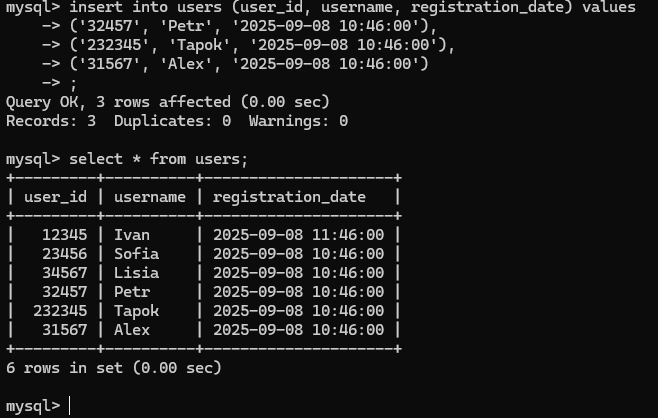 mysql> insert into users (user_id, username, registration_date) values
    -> ('32457', 'Petr', '2025-09-08 10:46:00'),
    -> ('232345', 'Tapok', '2025-09-08 10:46:00'),
    -> ('31567', 'Alex', '2025-09-08 10:46:00')
    -> ;
Query OK, 3 rows affected (0.00 sec)
Records: 3  Duplicates: 0  Warnings: 0

mysql> select * from users;
+---------+----------+---------------------+
| user_id | username | registration_date   |
+---------+----------+---------------------+
|   12345 | Ivan     | 2025-09-08 11:46:00 |
|   23456 | Sofia    | 2025-09-08 10:46:00 |
|   34567 | Lisia    | 2025-09-08 10:46:00 |
|   32457 | Petr     | 2025-09-08 10:46:00 |
|  232345 | Tapok    | 2025-09-08 10:46:00 |
|   31567 | Alex     | 2025-09-08 10:46:00 |
+---------+----------+---------------------+
6 rows in set (0.00 sec)

mysql>